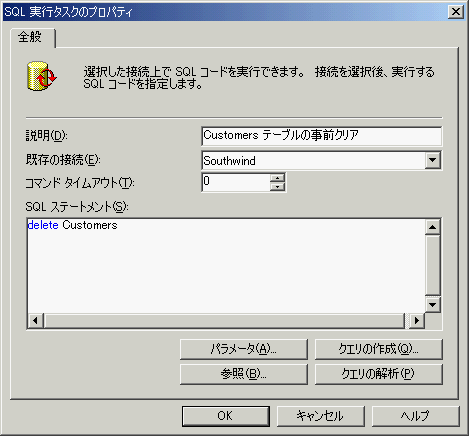 SQL 実行タスクのプロパティ
全般
選択した接続上で SQL コードを実行できます。 接続を選択後、実行する
SQL コードを指定します。
説明(D):
Customers テーブルの事前クリア
既存の接続(E):
Southwind
コマンド タイムアウト(T):
0
SQL ステートメント(S):
delete Customers
パラメータ(A)...
クエリの作成(Q)...
参照(B)...
クエリの解析(P)
OK
キャンセル
ヘルプ